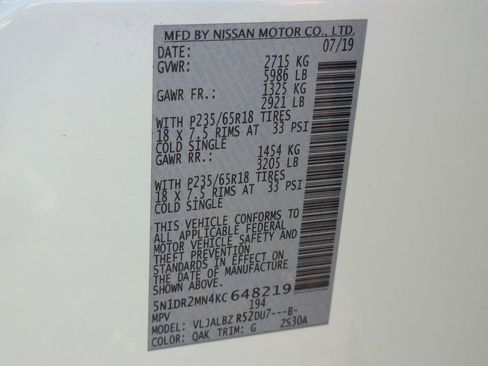 MFD BY NISSAN MOTOR CO., LTD.
DATE: 07/19
GVWR: 2715 KG
5986 LB
GAWR FR.: 1325 KG
2921 LB
WITH P235/65R18 TIRES
18 X 7.5 RIMS AT 33 PSI
COLD SINGLE
GAWR RR.: 1454 KG
3205 LB
WITH P235/65R18 TIRES
18 X 7.5 RIMS AT 33 PSI
COLD SINGLE
THIS VEHICLE CONFORMS TO
ALL APPLICABLE FEDERAL
MOTOR VEHICLE SAFETY AND
THEFT PREVENTION
STANDARDS IN EFFECT ON
THE DATE OF MANUFACTURE.
5N1DR2MN4KC648219
MPV 194
MODEL: VLJALBZ R52DU7---B-
COLOR: QAK TRIM: G ZS30A